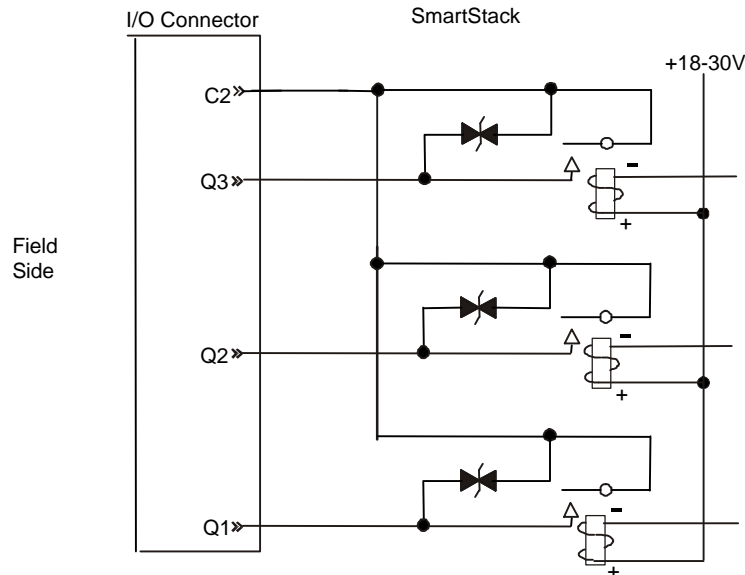 I/O Connector
SmartStack
+18-30V
C2
-
Q3
+
Field
Side
-
Q2
+
-
Q1
+